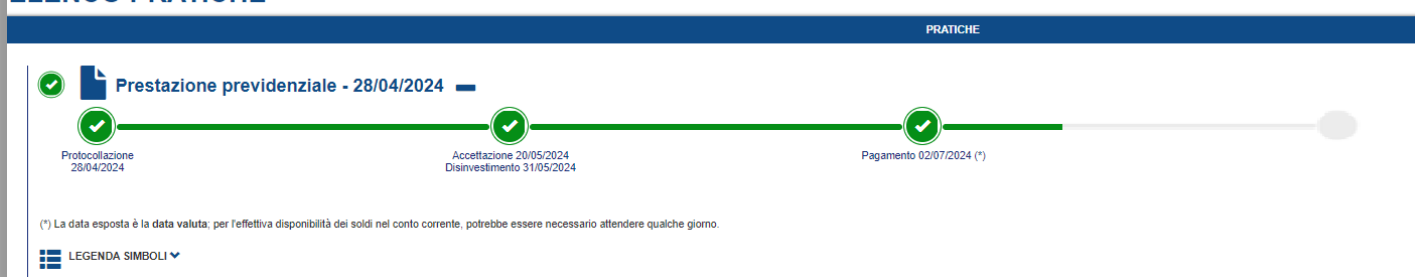 PRATICHE
Prestazione previdenziale - 28/04/2024
Protocollazione
28/04/2024
Accettazione 20/05/2024
Disinvestimento 31/05/2024
Pagamento 02/07/2024 (*)
(*) La data esposta è la data valuta; per l'effettiva disponibilità dei soldi nel conto corrente, potrebbe essere necessario attendere qualche giorno.
LEGENDA SIMBOLI